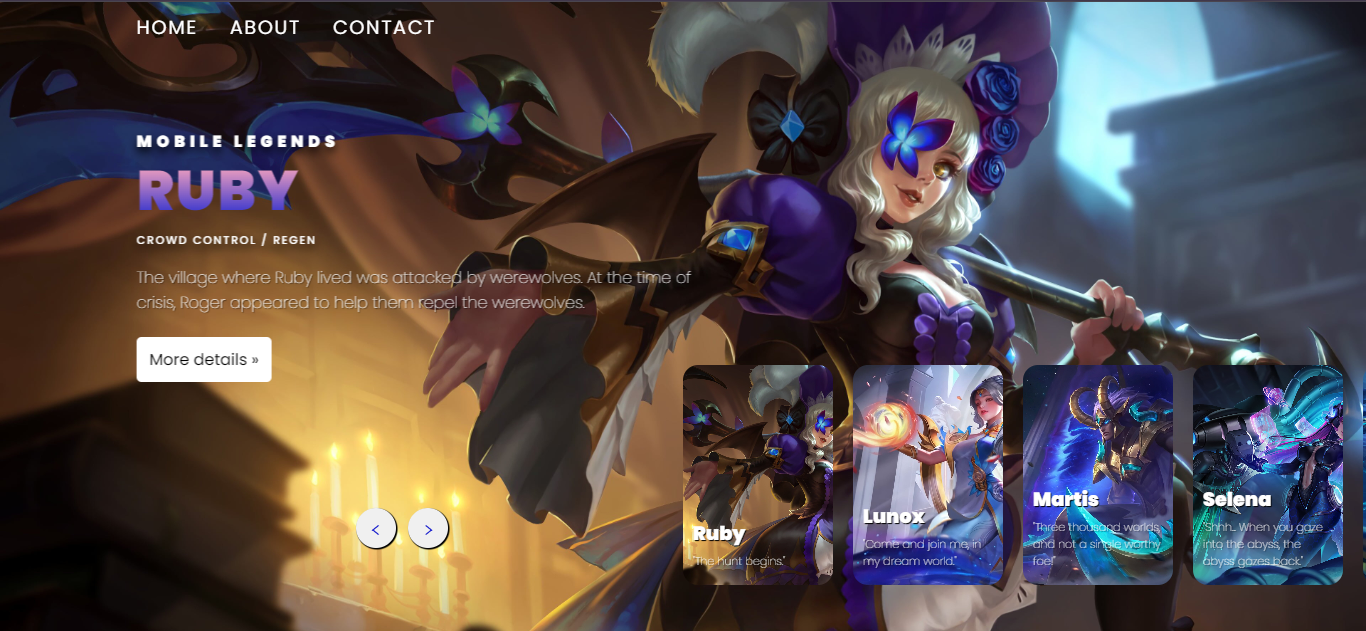 HOME ABOUT CONTACT
MOBILE LEGENDS
RUBY
CROWD CONTROL / REGEN
The village where Ruby lived was attacked by werewolves. At the time of
crisis, Roger appeared to help them repel the werewolves.
More details »
< >
Ruby
"The hunt begins."
Lunox
"Come and join me, in
my dream world."
Martis
"Three thousand worlds,
and not a single worthy
foe!"
Selena
"Shhh... When you gaze
into the abyss, the
abyss gazes back."